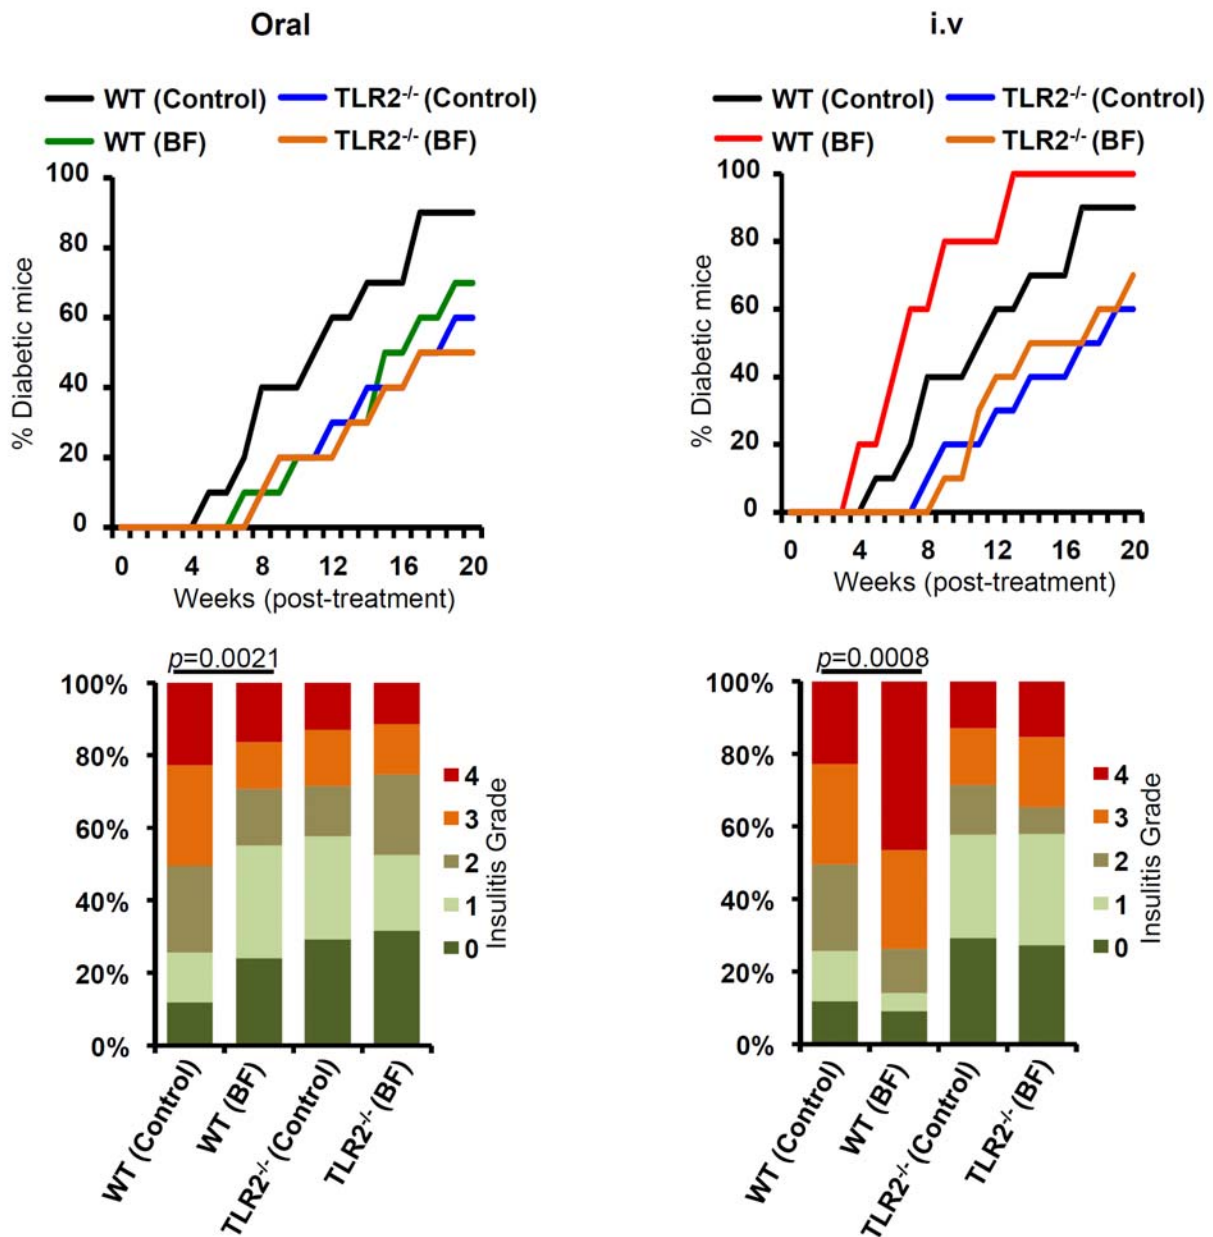 Oral
WT (Control) TLR2-/- (Control)
WT (BF) TLR2-/- (BF)
% Diabetic mice
100
80
60
40
20
0
0 4 8 12 16 20
Weeks (post-treatment)
i.v
WT (Control) TLR2-/- (Control)
WT (BF) TLR2-/- (BF)
% Diabetic mice
100
80
60
40
20
0
0 4 8 12 16 20
Weeks (post-treatment)
p=0.0021
100%
80%
60%
40%
20%
0%
4
3
2
1
0
Insulitis Grade
WT (Control)
WT (BF)
TLR2-/- (Control)
TLR2-/- (BF)
p=0.0008
100%
80%
60%
40%
20%
0%
4
3
2
1
0
Insulitis Grade
WT (Control)
WT (BF)
TLR2-/- (Control)
TLR2-/- (BF)